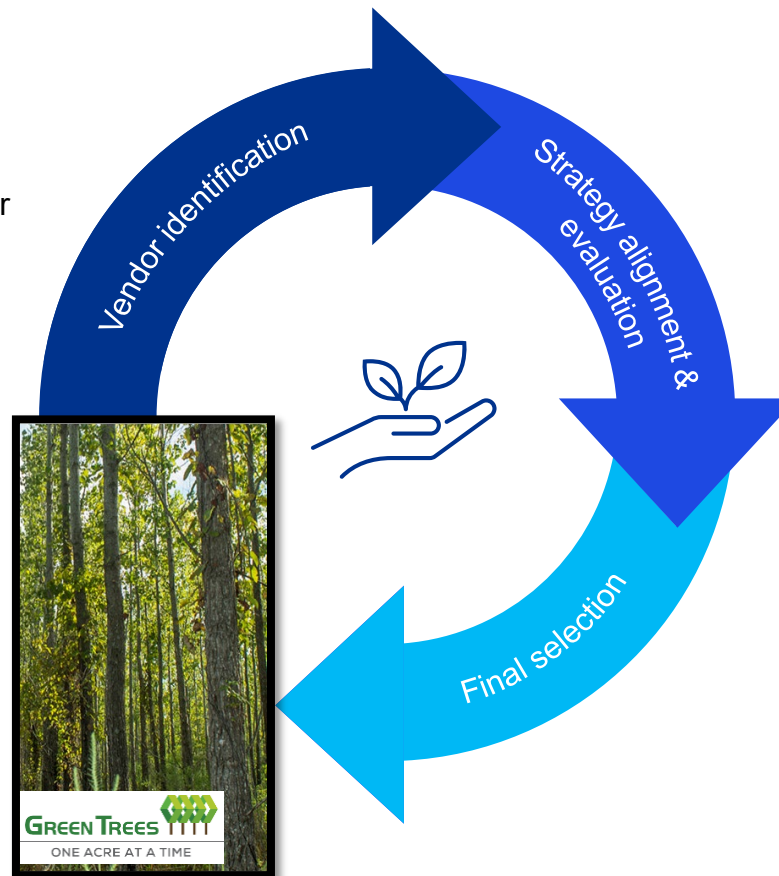 Vendor identification
r
Strategy alignment &
evaluation
Final selection
GREEN TREES
ONE ACRE AT A TIME